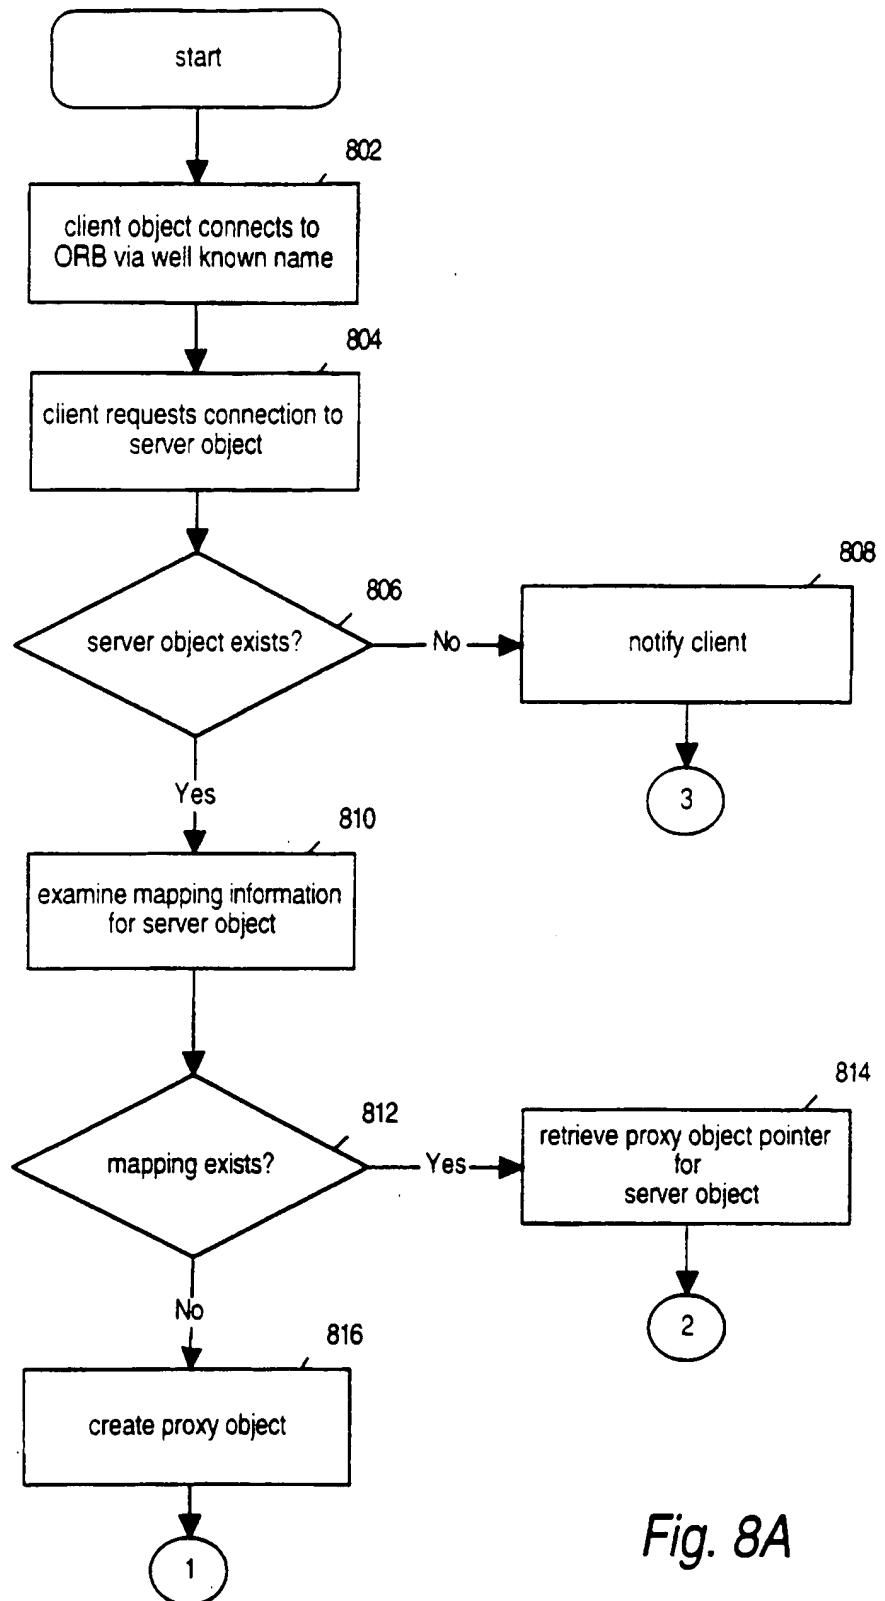 start
802
client object connects to
ORB via well known name
804
client requests connection to
server object
806
server object exists?
No
808
notify client
3
Yes
810
examine mapping information
for server object
812
mapping exists?
Yes
814
retrieve proxy object pointer
for
server object
2
No
816
create proxy object
1
Fig. 8A